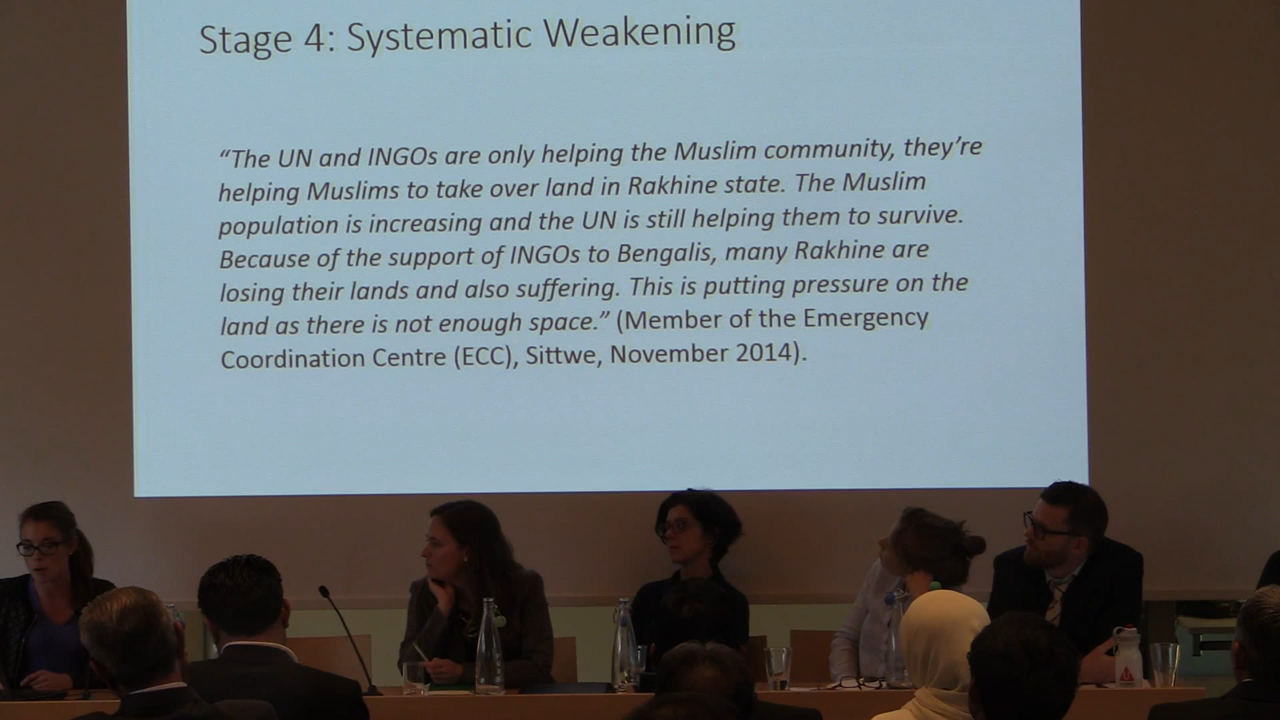 Stage 4: Systematic Weakening
“The UN and INGOs are only helping the Muslim community, they’re
helping Muslims to take over land in Rakhine state. The Muslim
population is increasing and the UN is still helping them to survive.
Because of the support of INGOs to Bengalis, many Rakhine are
losing their lands and also suffering. This is putting pressure on the
land as there is not enough space.” (Member of the Emergency
Coordination Centre (ECC), Sittwe, November 2014).